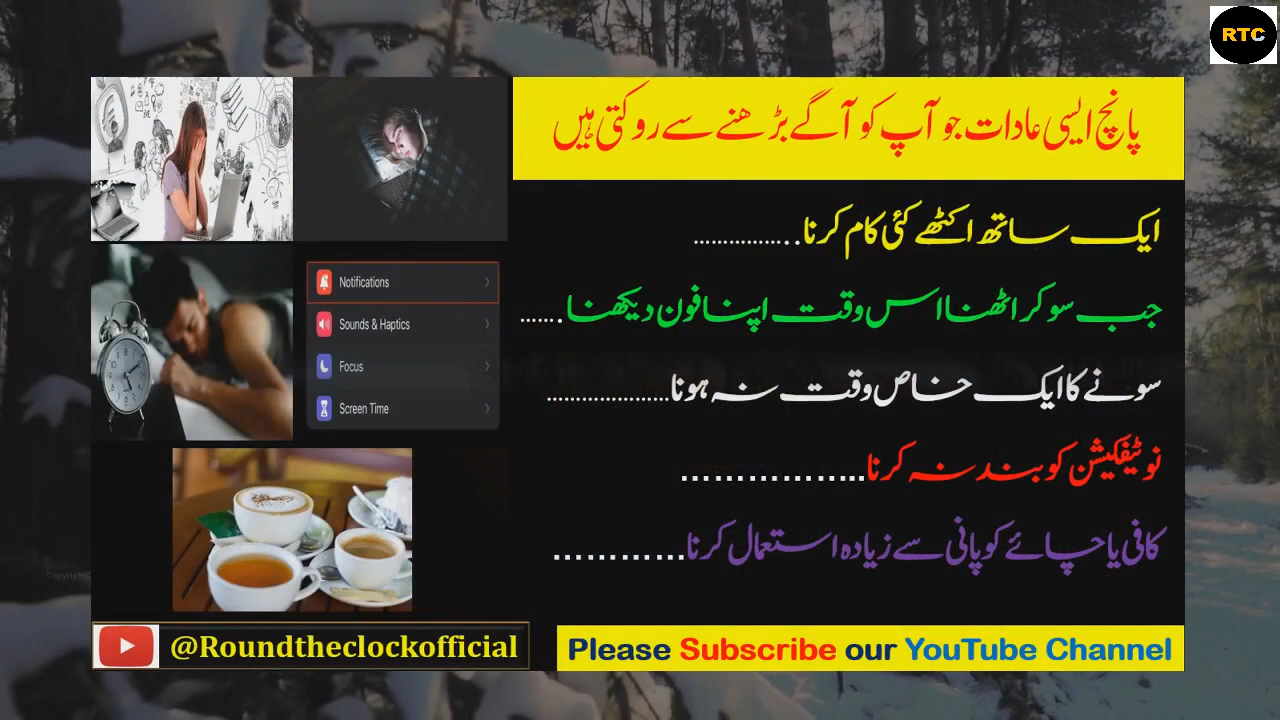 RTC
پانچ ایسی عادات جو آپ کو آگے بڑھنے سے روکتی ہیں
ایک ساتھ اکٹھے کئی کام کرنا................
جب سو کر اٹھنا اس وقت اپنا فون دیکھنا.......
سونے کا ایک خاص وقت نہ ہونا.....................
نوٹیفکیشن کو بند نہ کرنا..................
کافی یا چائے کو پانی سے زیادہ استعمال کرنا............
Notifications
Sounds & Haptics
Focus
Screen Time
@Roundtheclockofficial
Please Subscribe our YouTube Channel